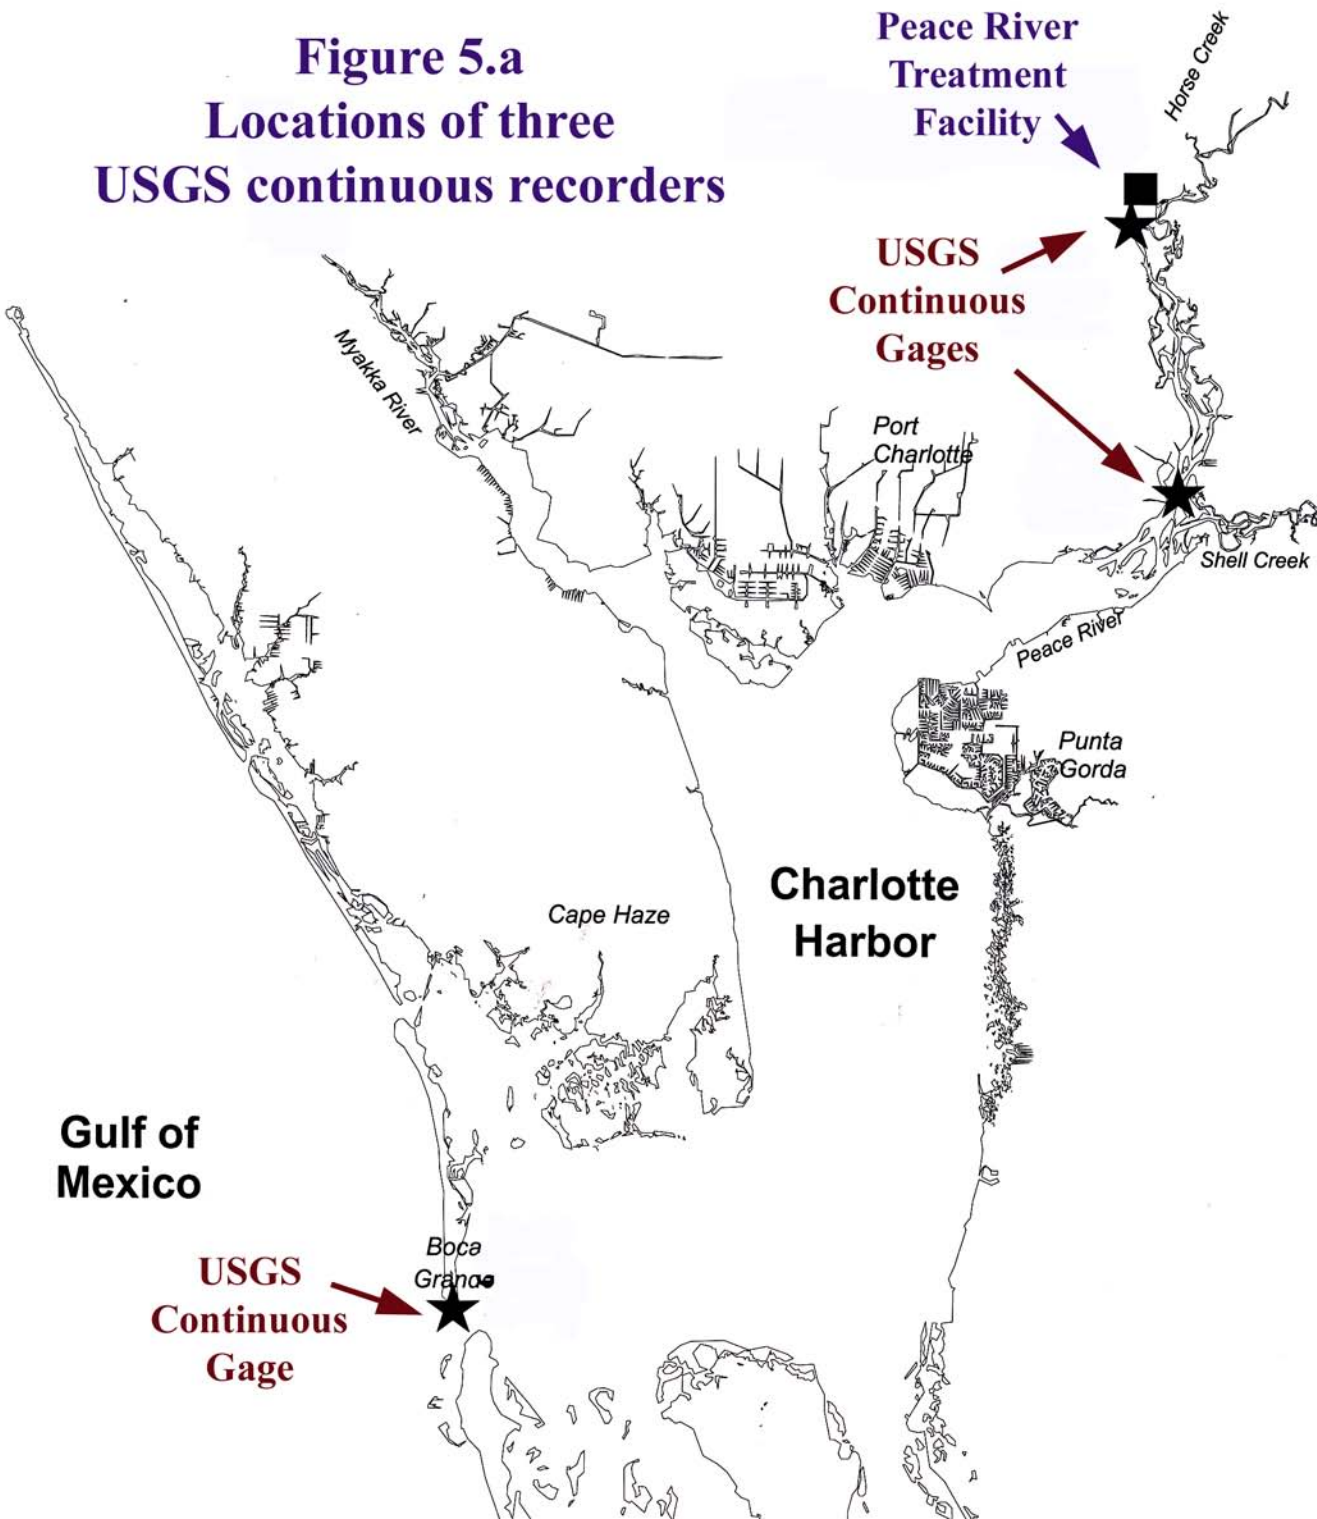 Figure 5.a
Locations of three
USGS continuous recorders
Peace River
Treatment
Facility
Horse Creek
USGS
Continuous
Gages
Myakka River
Port
Charlotte
Shell Creek
Peace River
Punta
Gorda
Charlotte
Harbor
Cape Haze
Gulf of
Mexico
Boca
Grande
USGS
Continuous
Gage